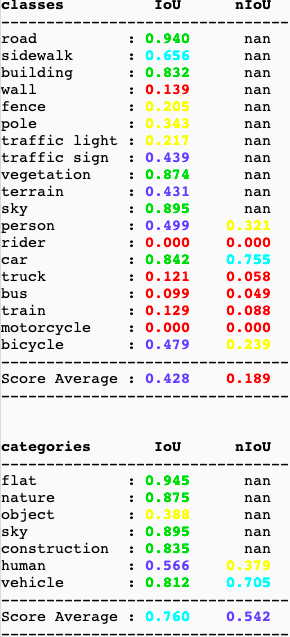 classes IoU nIoU
--------------------------------
road : 0.940 nan
sidewalk : 0.656 nan
building : 0.832 nan
wall : 0.139 nan
fence : 0.205 nan
pole : 0.343 nan
traffic light : 0.217 nan
traffic sign : 0.439 nan
vegetation : 0.874 nan
terrain : 0.431 nan
sky : 0.895 nan
person : 0.499 0.321
rider : 0.000 0.000
car : 0.842 0.755
truck : 0.121 0.058
bus : 0.099 0.049
train : 0.129 0.088
motorcycle : 0.000 0.000
bicycle : 0.479 0.239
--------------------------------
Score Average : 0.428 0.189
--------------------------------
categories IoU nIoU
--------------------------------
flat : 0.945 nan
nature : 0.875 nan
object : 0.388 nan
sky : 0.895 nan
construction : 0.835 nan
human : 0.566 0.379
vehicle : 0.812 0.705
--------------------------------
Score Average : 0.760 0.542
--------------------------------